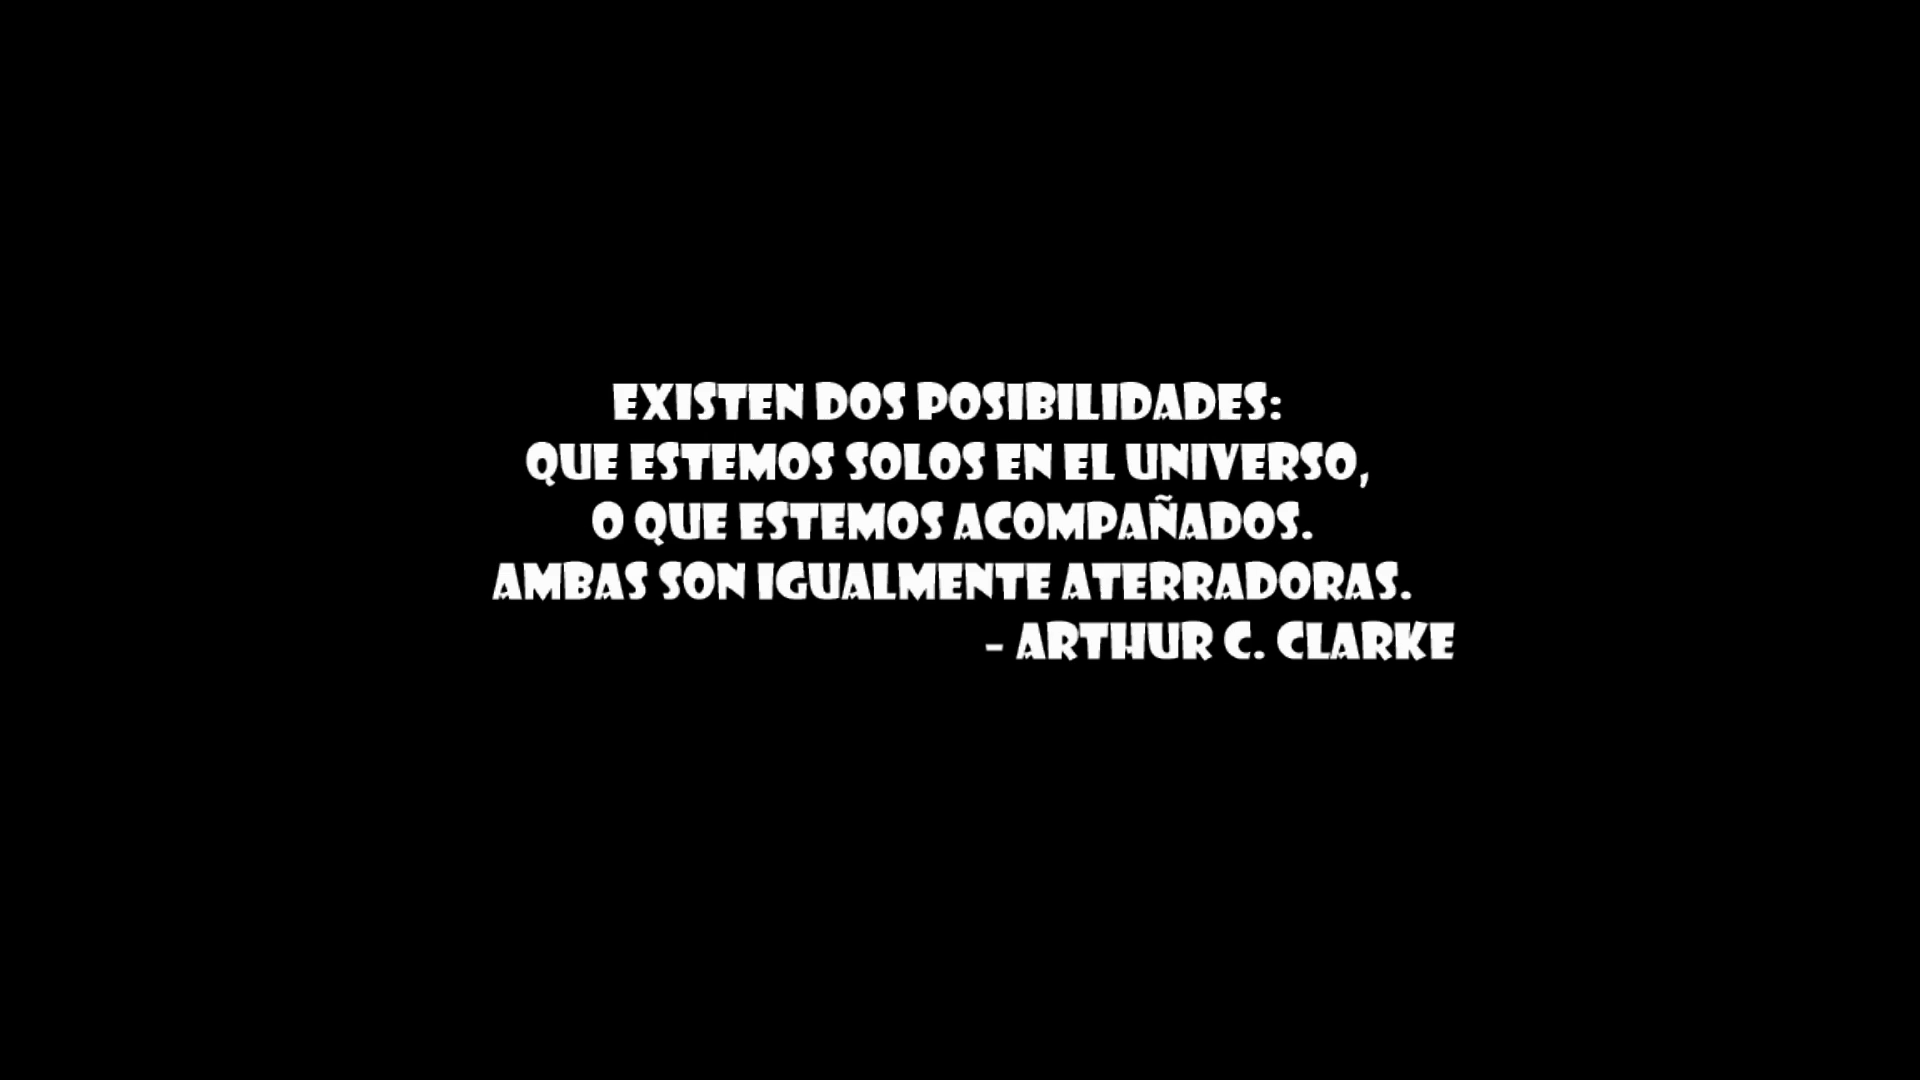 EXISTEN DOS POSIBILIDADES:
QUE ESTEMOS SOLOS EN EL UNIVERSO,
O QUE ESTEMOS ACOMPAÑADOS.
AMBAS SON IGUALMENTE ATERRADORAS.
- ARTHUR C. CLARKE